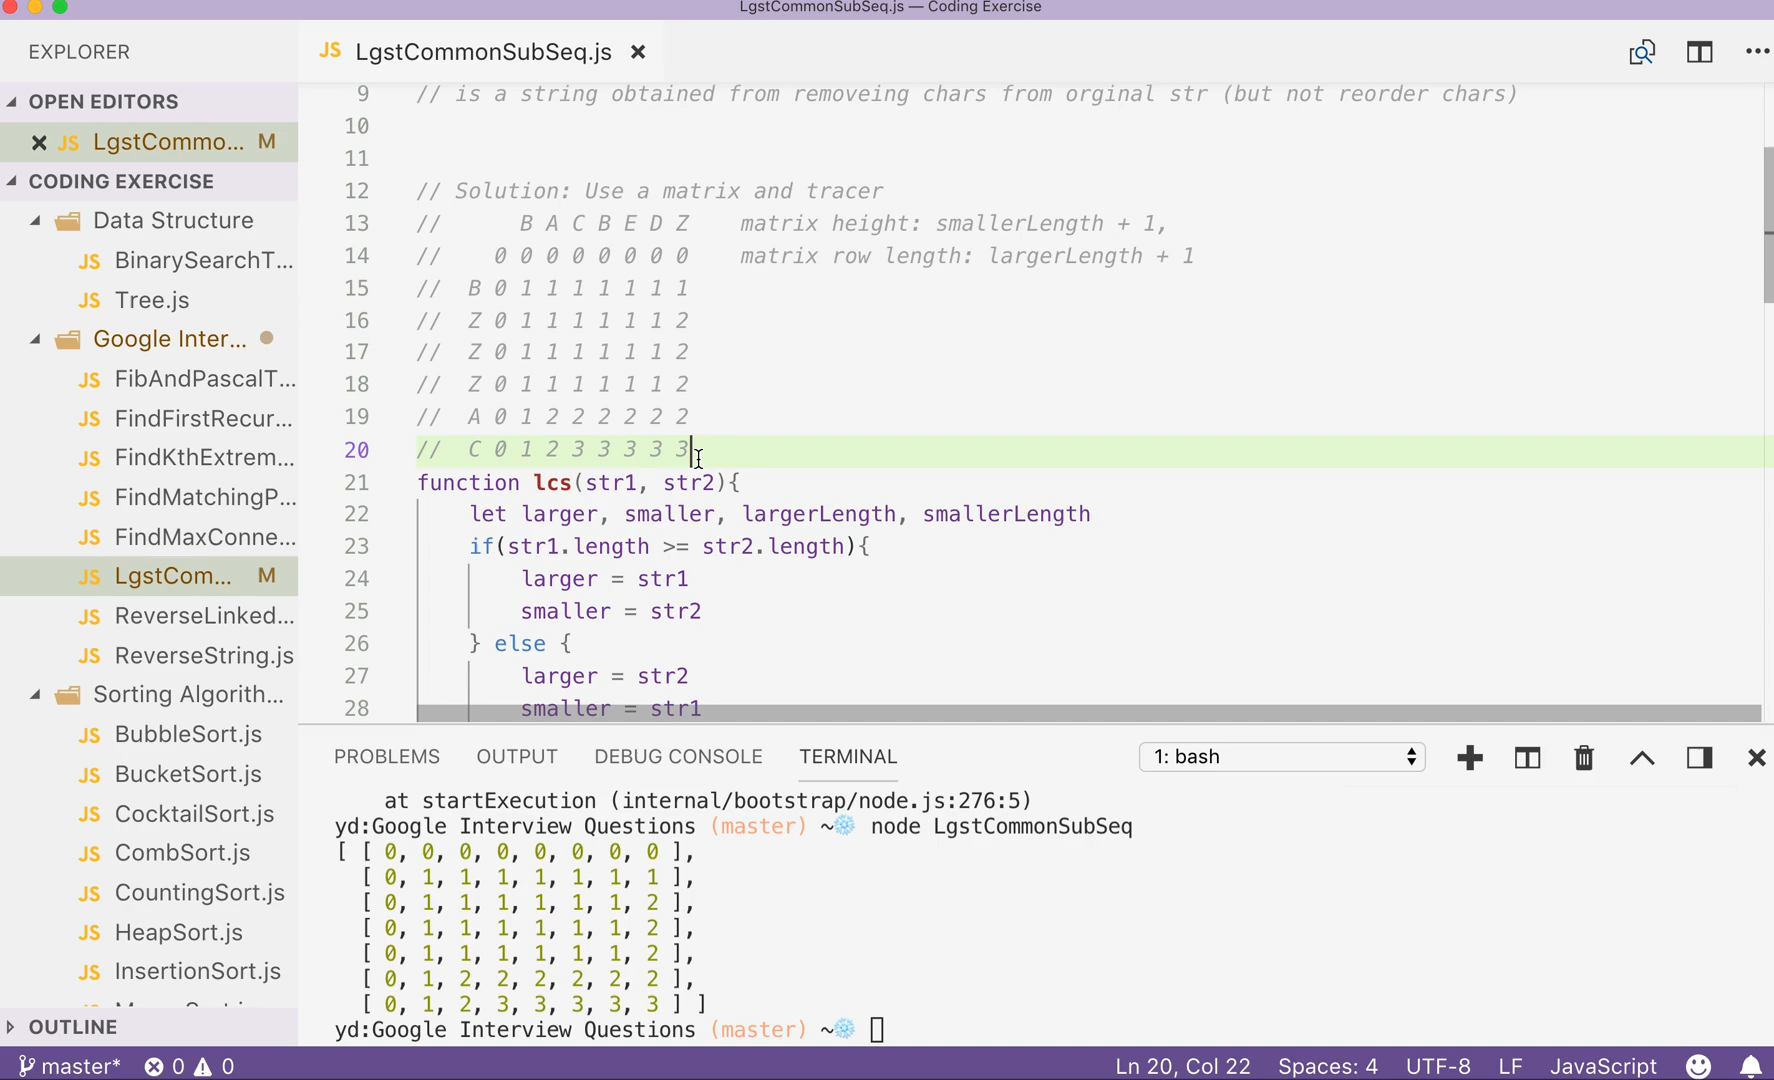 LgstCommonSubSeq.js — Coding Exercise
EXPLORER
OPEN EDITORS
JS LgstCommo... M
CODING EXERCISE
Data Structure
JS BinarySearchT...
JS Tree.js
Google Inter...
JS FibAndPascalT...
JS FindFirstRecur...
JS FindKthExtrem...
JS FindMatchingP...
JS FindMaxConne...
JS LgstCom... M
JS ReverseLinked...
JS ReverseString.js
Sorting Algorith...
JS BubbleSort.js
JS BucketSort.js
JS CocktailSort.js
JS CombSort.js
JS CountingSort.js
JS HeapSort.js
JS InsertionSort.js
OUTLINE
JS LgstCommonSubSeq.js
9 // is a string obtained from removeing chars from orginal str (but not reorder chars)
10
11
12 // Solution: Use a matrix and tracer
13 // B A C B E D Z matrix height: smallerLength + 1,
14 // 0 0 0 0 0 0 0 0 matrix row length: largerLength + 1
15 // B 0 1 1 1 1 1 1 1
16 // Z 0 1 1 1 1 1 1 2
17 // Z 0 1 1 1 1 1 1 2
18 // Z 0 1 1 1 1 1 1 2
19 // A 0 1 2 2 2 2 2 2
20 // C 0 1 2 3 3 3 3 3
21 function lcs(str1, str2){
22 let larger, smaller, largerLength, smallerLength
23 if(str1.length >= str2.length){
24 larger = str1
25 smaller = str2
26 } else {
27 larger = str2
28 smaller = str1
PROBLEMS OUTPUT DEBUG CONSOLE TERMINAL 1: bash
at startExecution (internal/bootstrap/node.js:276:5)
yd:Google Interview Questions (master) ~❄️ node LgstCommonSubSeq
[ [ 0, 0, 0, 0, 0, 0, 0, 0 ],
[ 0, 1, 1, 1, 1, 1, 1, 1 ],
[ 0, 1, 1, 1, 1, 1, 1, 2 ],
[ 0, 1, 1, 1, 1, 1, 1, 2 ],
[ 0, 1, 1, 1, 1, 1, 1, 2 ],
[ 0, 1, 2, 2, 2, 2, 2, 2 ],
[ 0, 1, 2, 3, 3, 3, 3, 3 ] ]
yd:Google Interview Questions (master) ~❄️
master* 0 0 Ln 20, Col 22 Spaces: 4 UTF-8 LF JavaScript